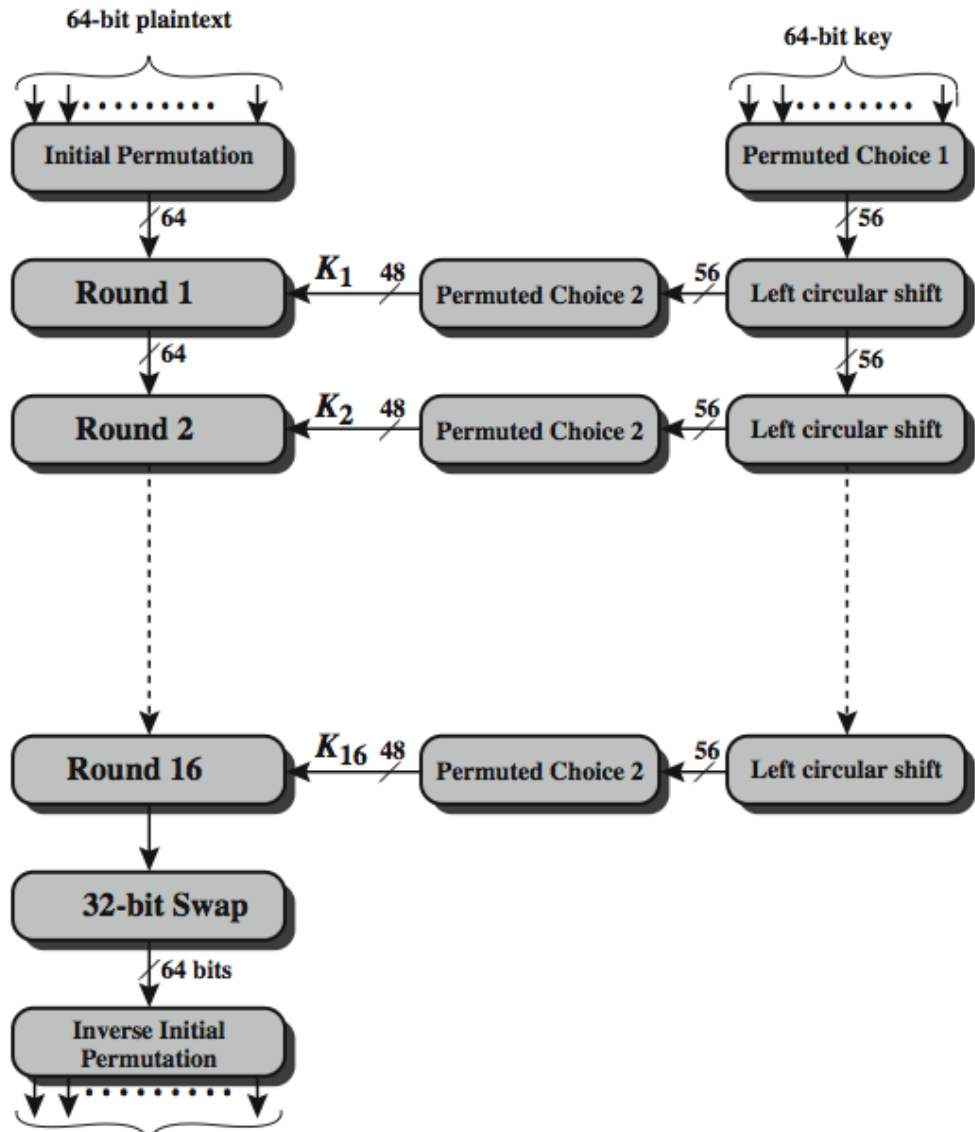 64-bit plaintext
64-bit key
Initial Permutation
Permuted Choice 1
64
56
Round 1
K1
48
Permuted Choice 2
56
Left circular shift
64
56
Round 2
K2
48
Permuted Choice 2
56
Left circular shift
Round 16
K16
48
Permuted Choice 2
56
Left circular shift
32-bit Swap
64 bits
Inverse Initial
Permutation